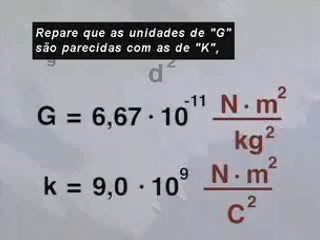 Repare que as unidades de "G"
são parecidas com as de "K",
g
d²
G = 6,67 · 10⁻¹¹ N · m² / kg²
k = 9,0 · 10⁹ N · m² / C²